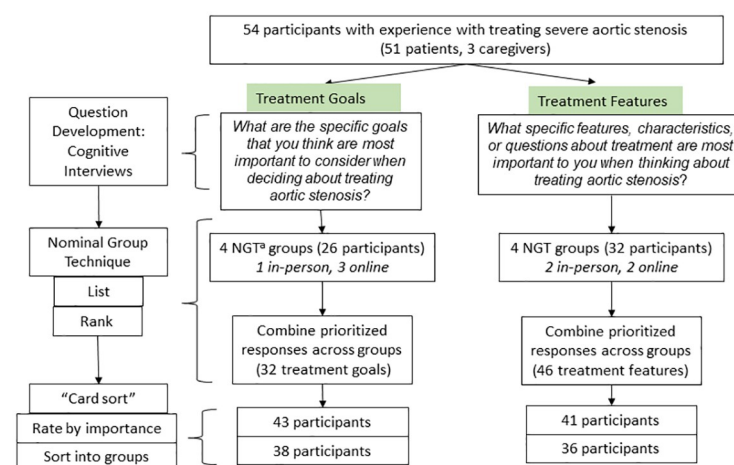 54 participants with experience with treating severe aortic stenosis
(51 patients, 3 caregivers)
Treatment Goals
Treatment Features
Question
Development:
Cognitive
Interviews
What are the specific goals
that you think are most
important to consider when
deciding about treating
aortic stenosis?
What specific features, characteristics,
or questions about treatment are most
important to you when thinking about
treating aortic stenosis?
Nominal Group
Technique
List
Rank
4 NGTª groups (26 participants)
1 in-person, 3 online
4 NGT groups (32 participants)
2 in-person, 2 online
Combine prioritized
responses across groups
(32 treatment goals)
Combine prioritized
responses across groups
(46 treatment features)
“Card sort”
Rate by importance
Sort into groups
43 participants
38 participants
41 participants
36 participants